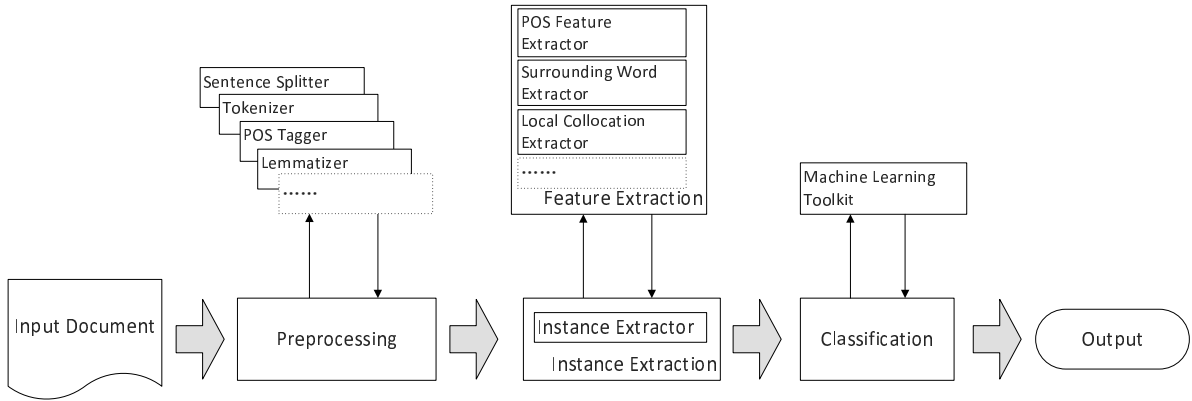 Sentence Splitter
Tokenizer
POS Tagger
Lemmatizer
......
POS Feature
Extractor
Surrounding Word
Extractor
Local Collocation
Extractor
......
Feature Extraction
Machine Learning
Toolkit
Input Document
Preprocessing
Instance Extractor
Instance Extraction
Classification
Output